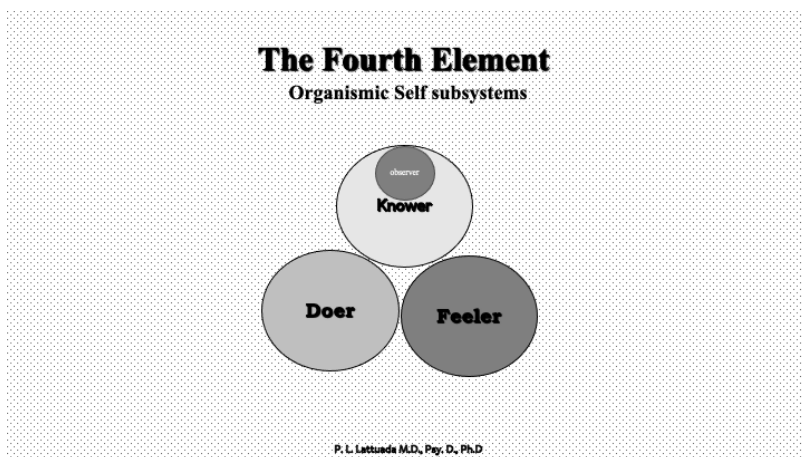 The Fourth Element
Organismic Self subsystems
observer
Knower
Doer
Feeler
P. L. Lattuada M.D., Psy. D., Ph.D